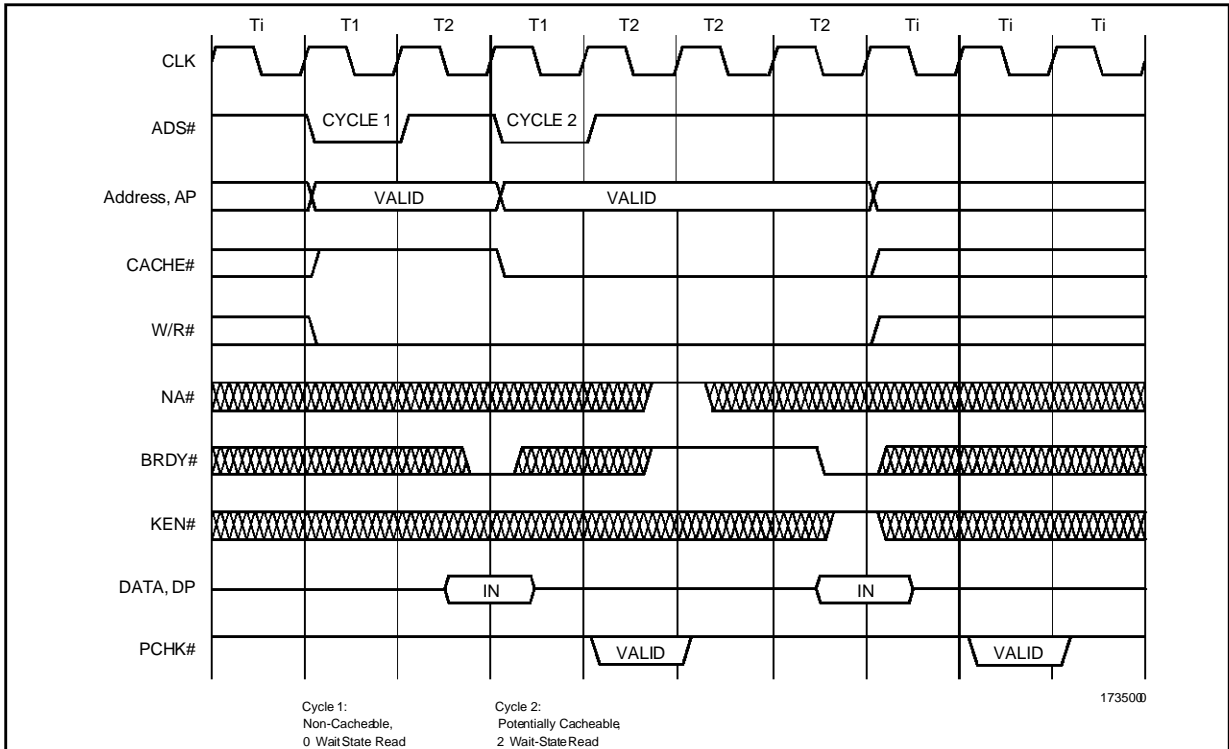 Ti T1 T2 T1 T2 T2 T2 Ti Ti Ti
CLK
ADS# CYCLE 1 CYCLE 2
Address, AP VALID VALID
CACHE#
W/R#
NA#
BRDY#
KEN#
DATA, DP IN IN
PCHK# VALID VALID
1735000
Cycle 1: Cycle 2:
Non-Cacheable, Potentially Cacheable,
0 Wait State Read 2 Wait-State Read